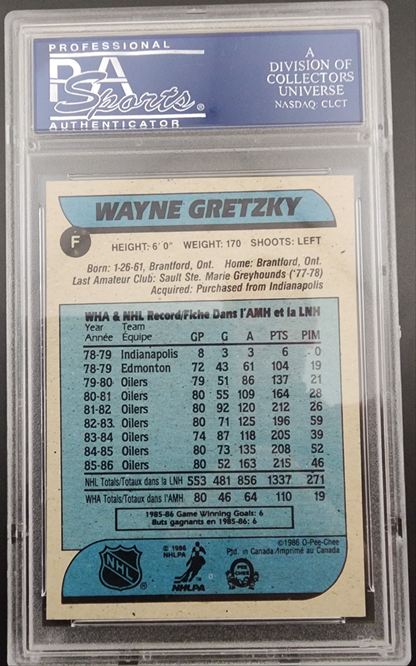 PROFESSIONAL
PSA
Sports®
AUTHENTICATOR
A
DIVISION OF
COLLECTORS
UNIVERSE
NASDAQ: CLCT
WAYNE GRETZKY
F
HEIGHT: 6' 0" WEIGHT: 170 SHOOTS: LEFT
Born: 1-26-61, Brantford, Ont. Home: Brantford, Ont.
Last Amateur Club: Sault Ste. Marie Greyhounds ('77-78)
Acquired: Purchased from Indianapolis
WHA & NHL Record/Fiche Dans l'AMH et la LNH
Year Team
Année Équipe GP G A PTS PIM
78-79 Indianapolis 8 3 3 6 0
78-79 Edmonton 72 43 61 104 19
79-80 Oilers 79 51 86 137 21
80-81 Oilers 80 55 109 164 28
81-82 Oilers 80 92 120 212 26
82-83 Oilers 80 71 125 196 59
83-84 Oilers 74 87 118 205 39
84-85 Oilers 80 73 135 208 52
85-86 Oilers 80 52 163 215 46
NHL Totals/Totaux dans la LNH 553 481 856 1337 271
WHA Totals/Totaux dans l'AMH 80 46 64 110 19
1985-86 Game Winning Goals: 6
Buts gagnants en 1985-86: 6
NHL ®
© 1986
NHLPA
NHLPA
O-PEE-CHEE
©1986 O-Pee-Chee
Ptd. in Canada/Imprimé au Canada